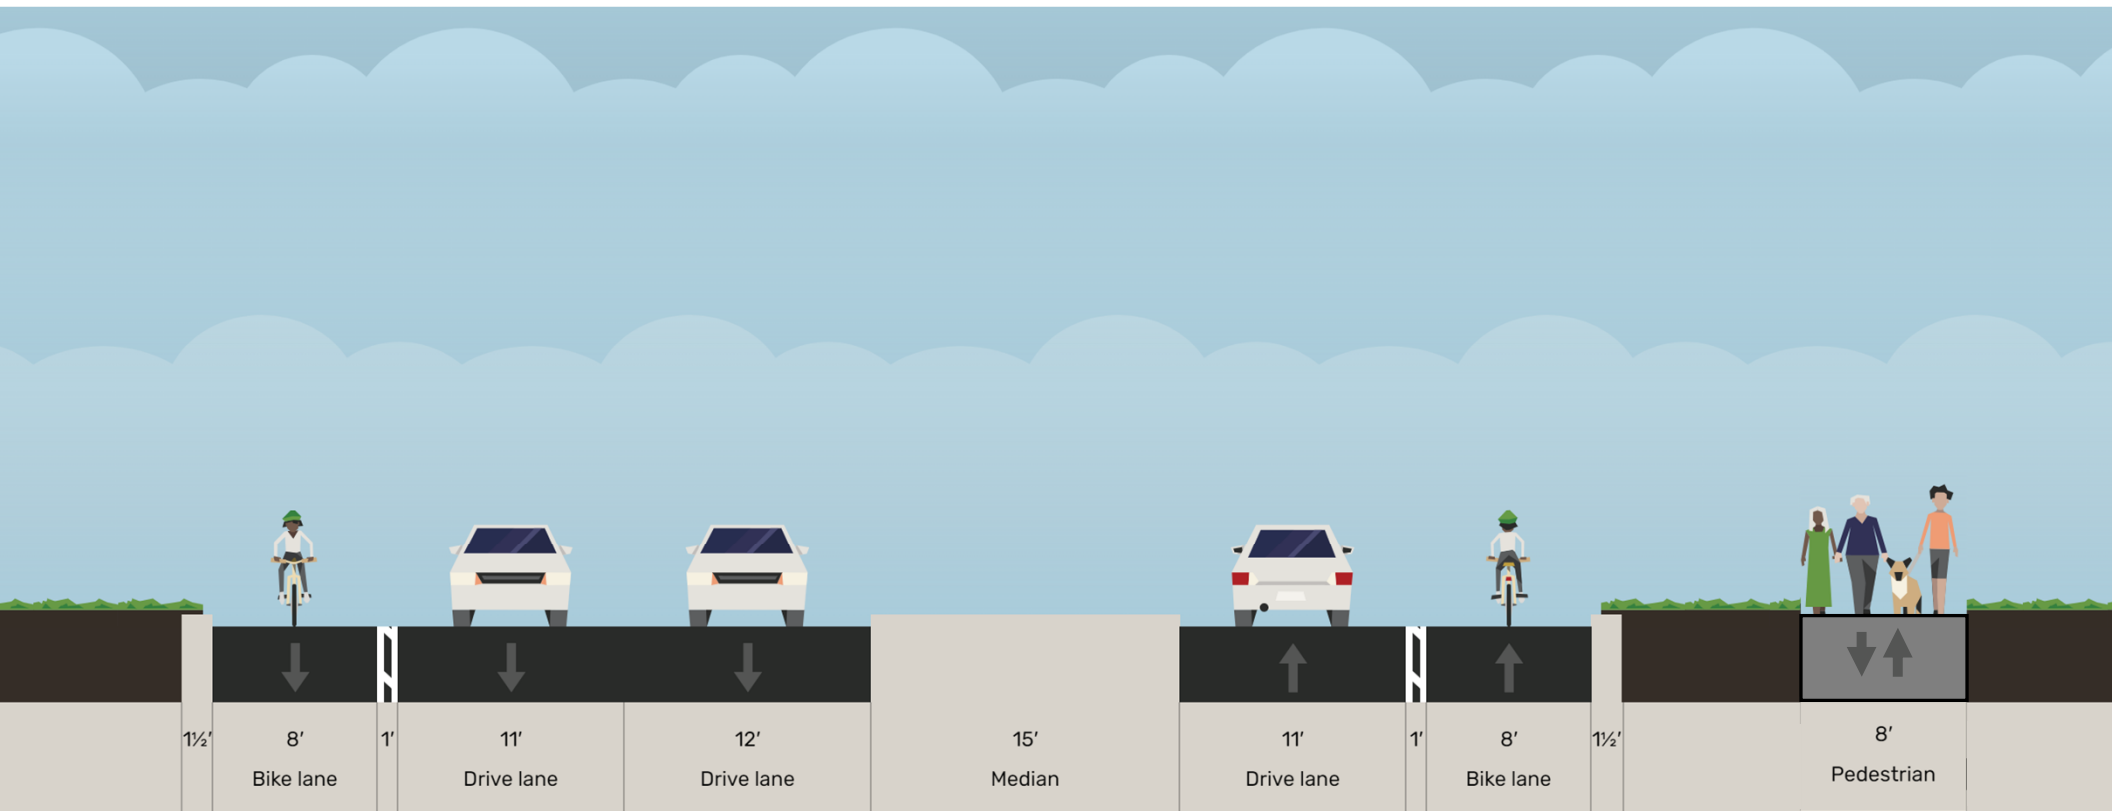 1½′ 8′ 1′ 11′ 12′ 15′ 11′ 1′ 8′ 1½′ 8′
Bike lane Drive lane Drive lane Median Drive lane Bike lane Pedestrian